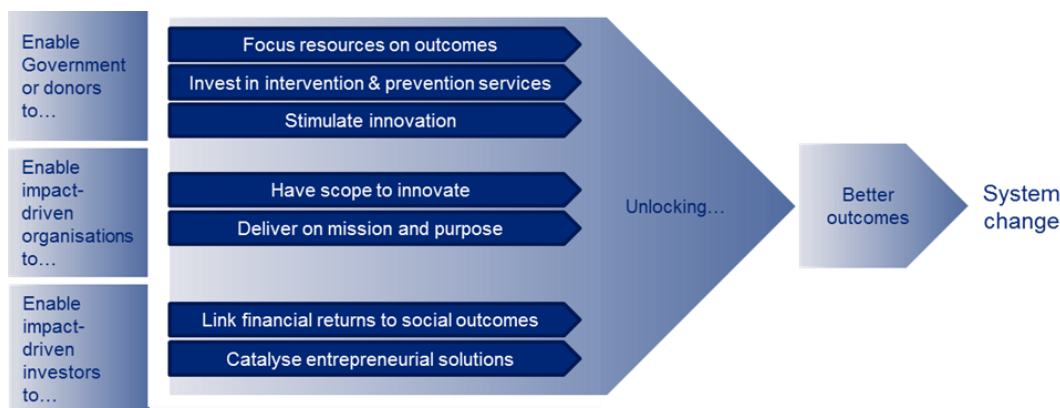 Enable
Government
or donors
to…
Focus resources on outcomes
Invest in intervention & prevention services
Stimulate innovation
Enable
impact-
driven
organisations
to…
Have scope to innovate
Deliver on mission and purpose
Enable
impact-
driven
investors
to…
Link financial returns to social outcomes
Catalyse entrepreneurial solutions
Unlocking…
Better
outcomes
System
change